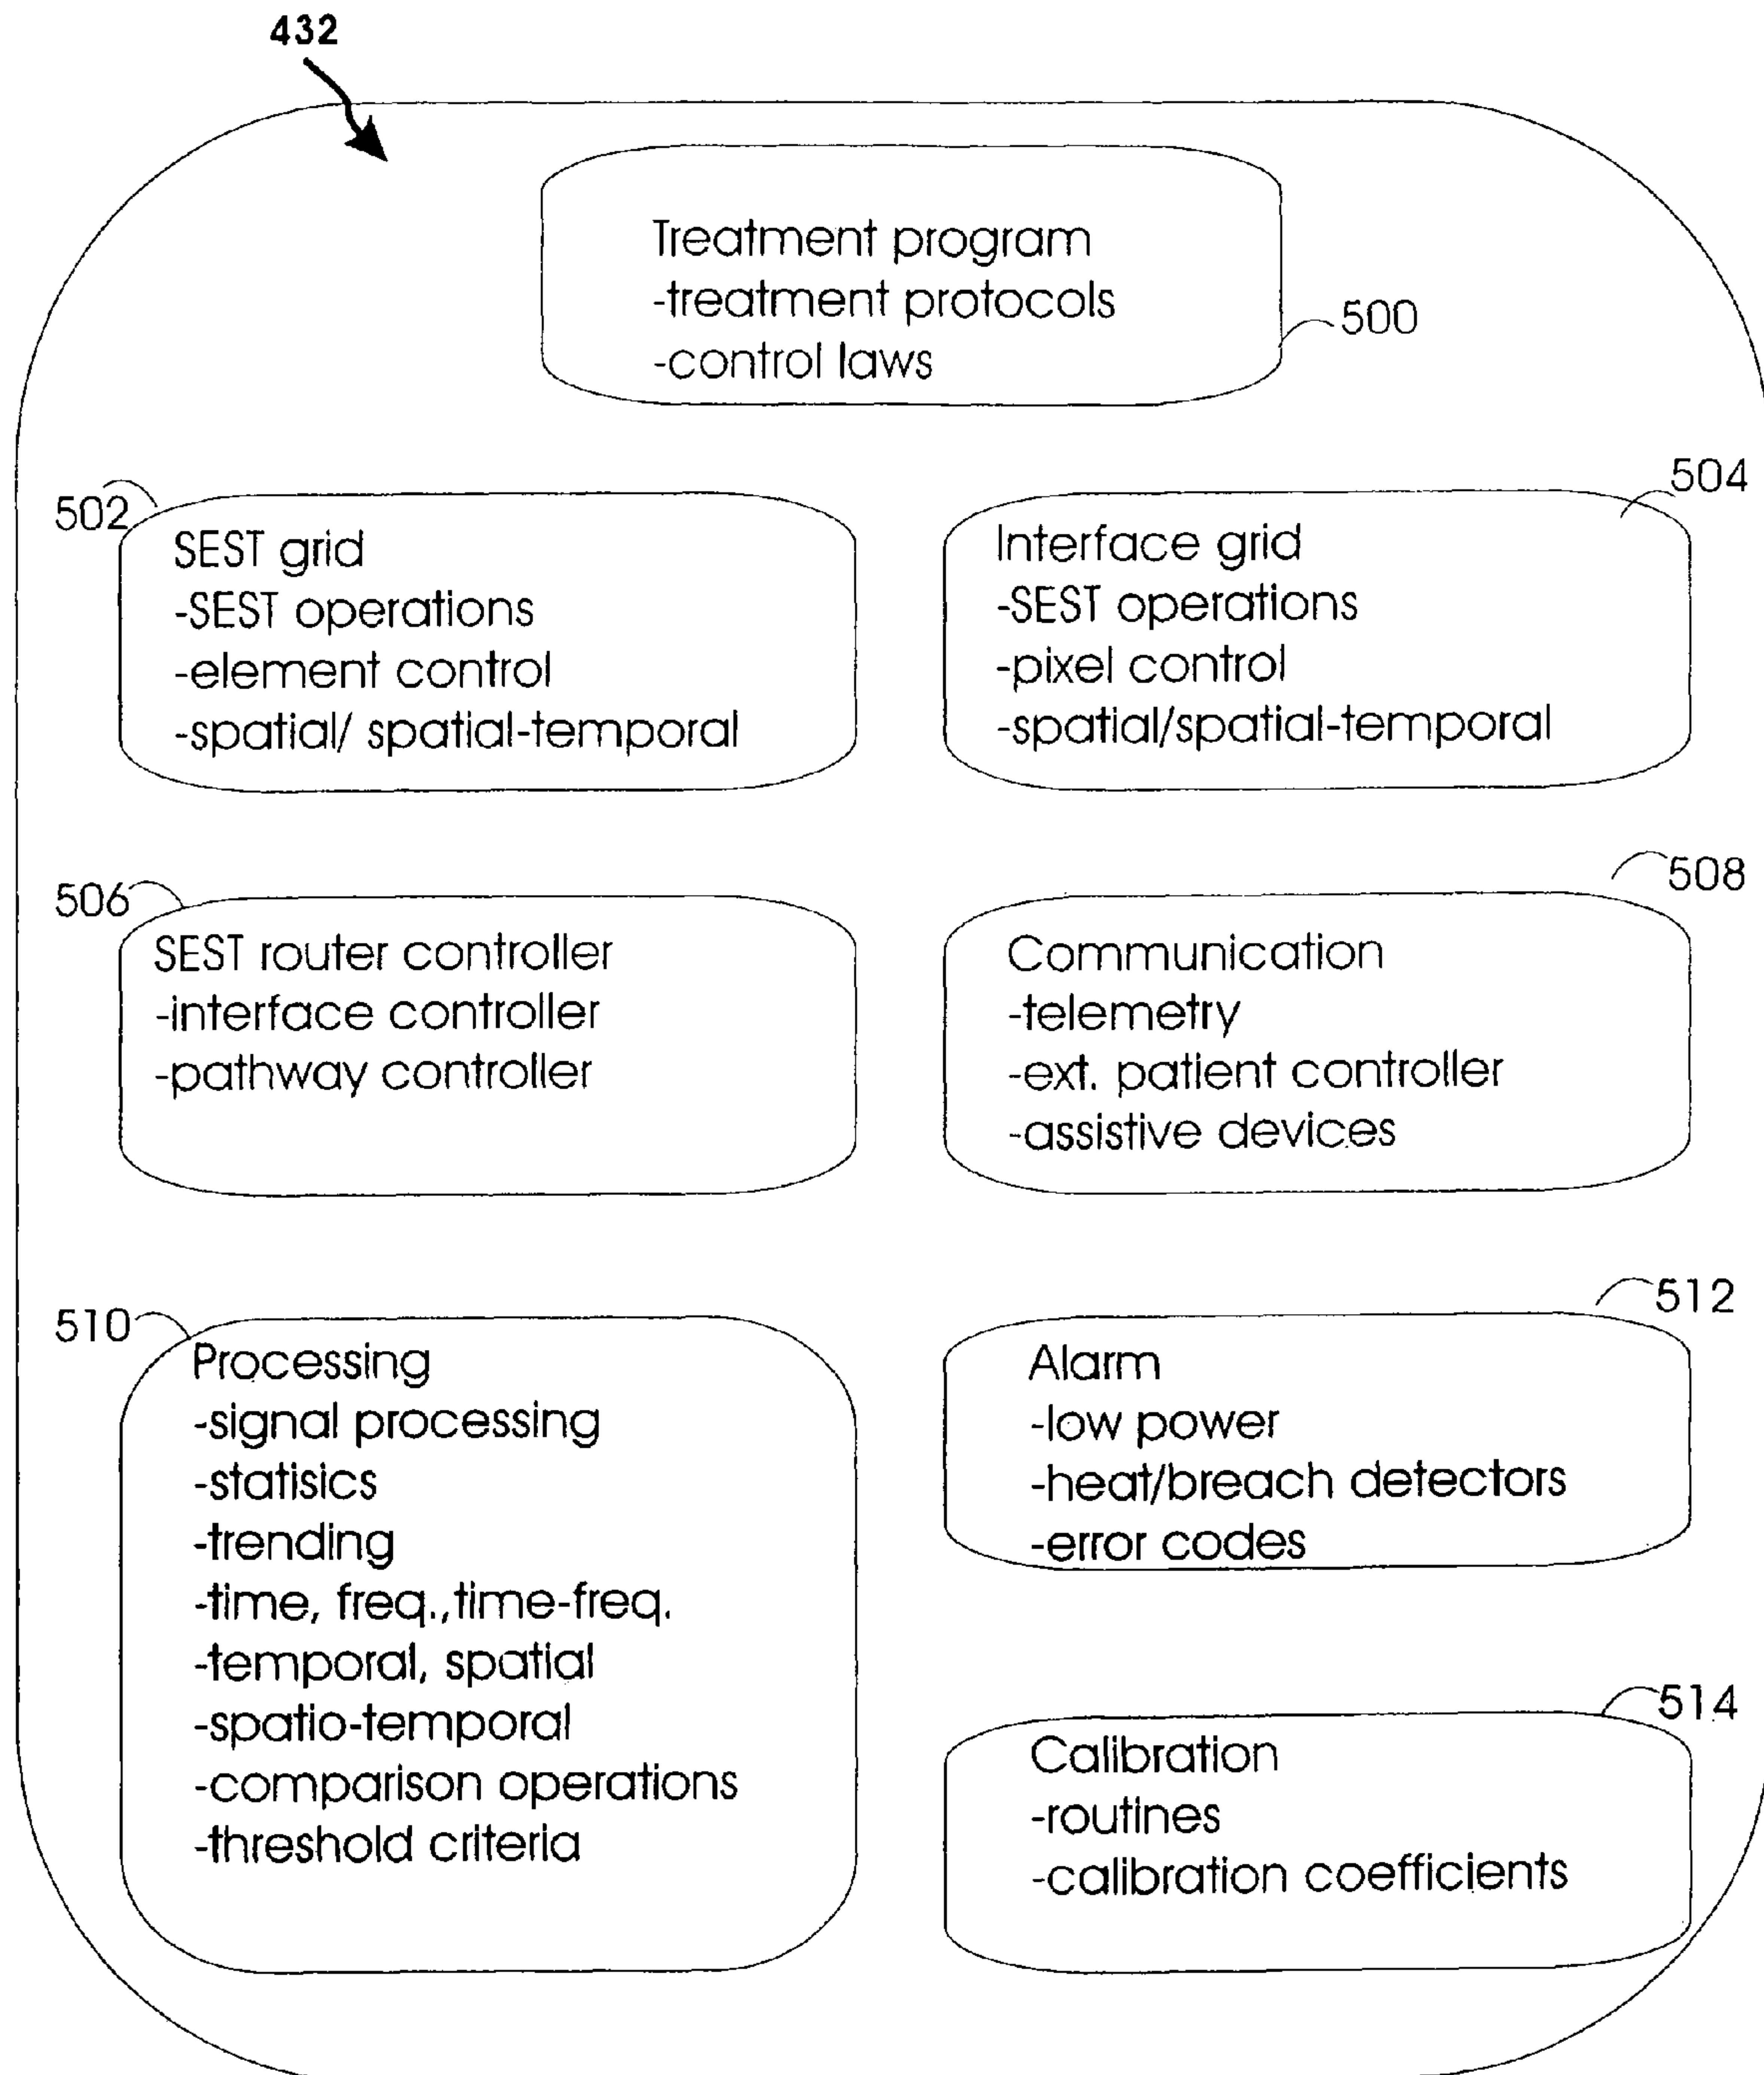 432
Treatment program
-treatment protocols
-control laws
500
502
SEST grid
-SEST operations
-element control
-spatial/ spatial-temporal
504
Interface grid
-SEST operations
-pixel control
-spatial/spatial-temporal
506
SEST router controller
-interface controller
-pathway controller
508
Communication
-telemetry
-ext. patient controller
-assistive devices
510
Processing
-signal processing
-statisics
-trending
-time, freq.,time-freq.
-temporal, spatial
-spatio-temporal
-comparison operations
-threshold criteria
512
Alarm
-low power
-heat/breach detectors
-error codes
514
Calibration
-routines
-calibration coefficients